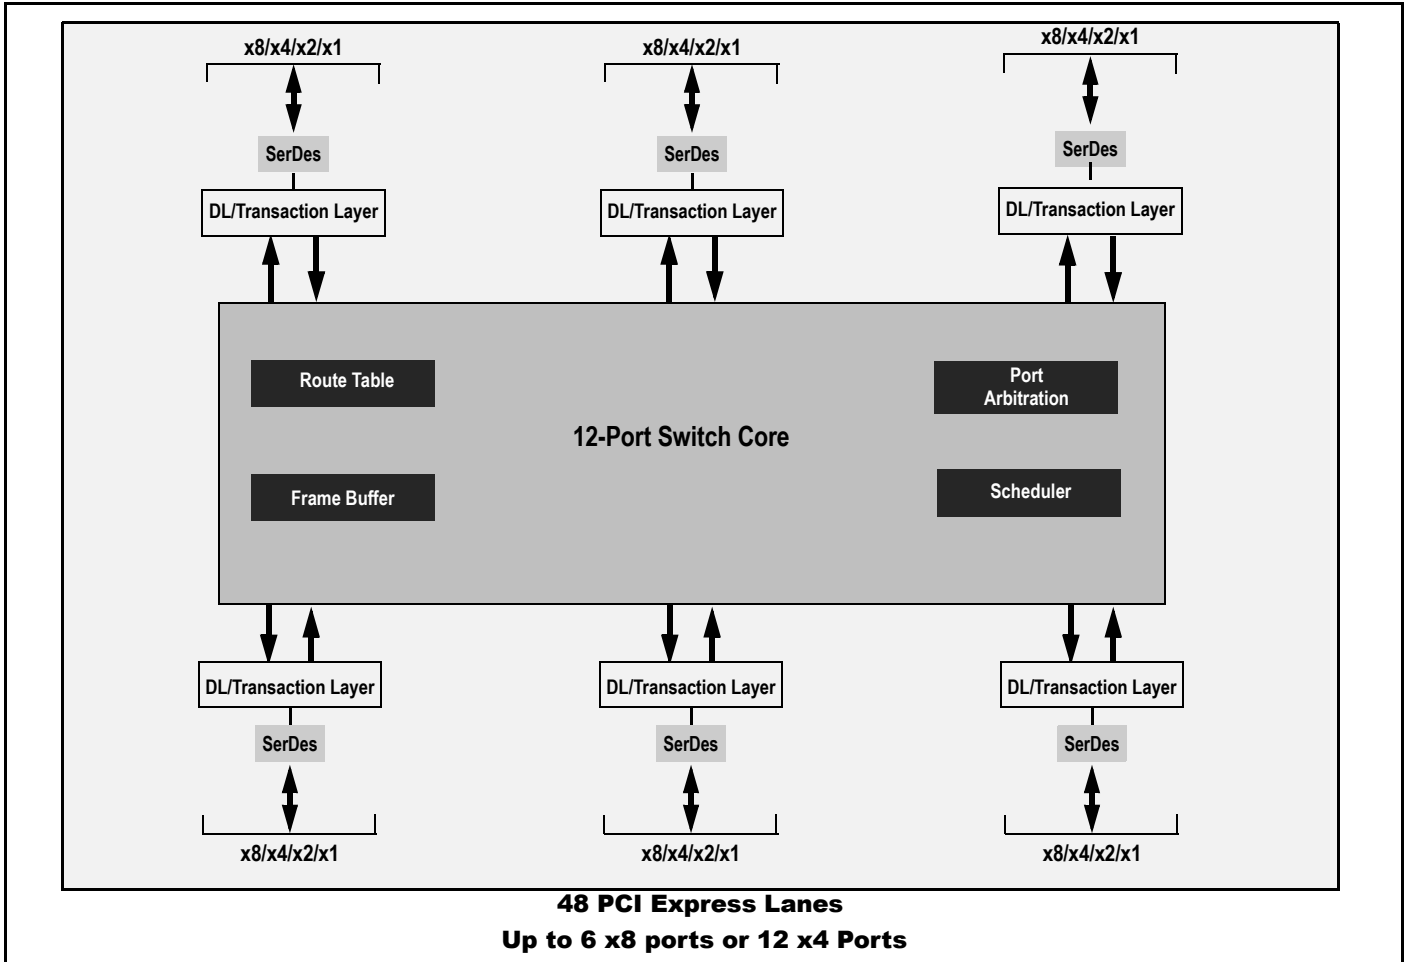 x8/x4/x2/x1
x8/x4/x2/x1
x8/x4/x2/x1
SerDes
SerDes
SerDes
DL/Transaction Layer
DL/Transaction Layer
DL/Transaction Layer
Route Table
Port
Arbitration
12-Port Switch Core
Frame Buffer
Scheduler
DL/Transaction Layer
DL/Transaction Layer
DL/Transaction Layer
SerDes
SerDes
SerDes
x8/x4/x2/x1
x8/x4/x2/x1
x8/x4/x2/x1
48 PCI Express Lanes
Up to 6 x8 ports or 12 x4 Ports